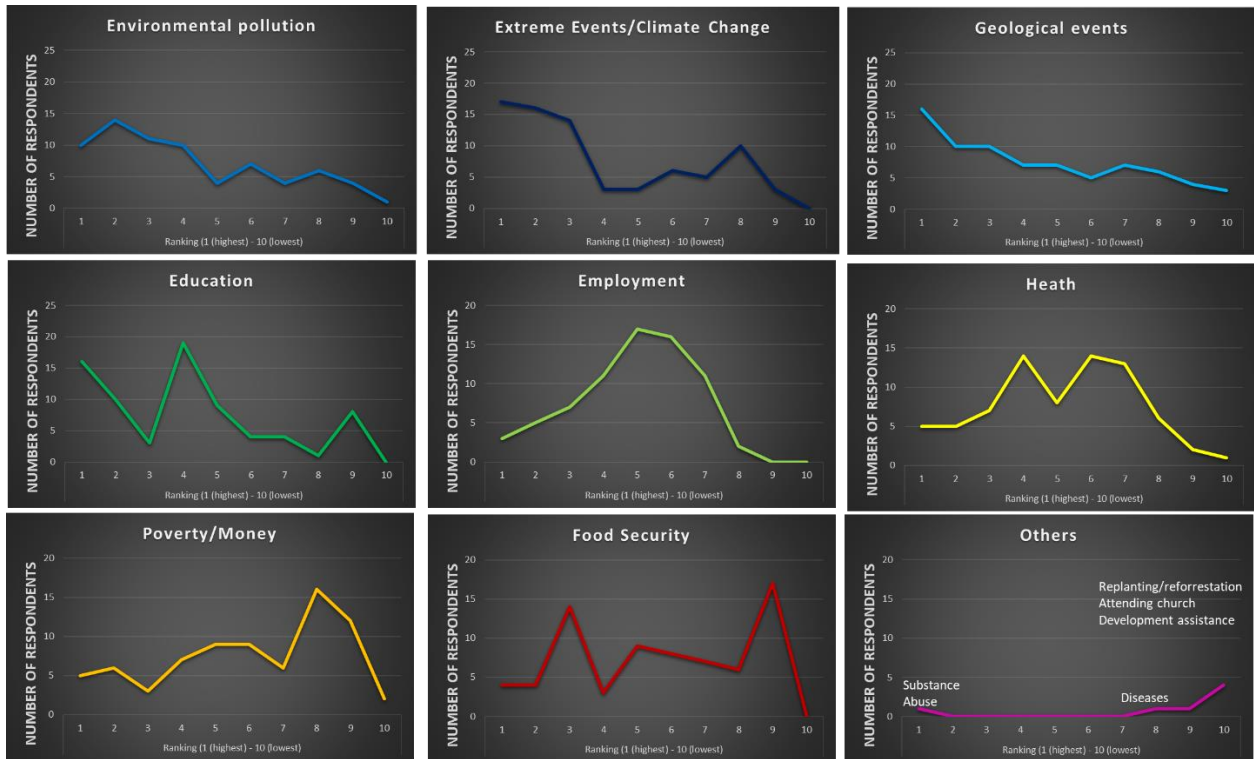 Environmental pollution
NUMBER OF RESPONDENTS
25
20
15
10
5
0
1 2 3 4 5 6 7 8 9 10
Ranking (1 (highest) - 10 (lowest)
Extreme Events/Climate Change
NUMBER OF RESPONDENTS
25
20
15
10
5
0
1 2 3 4 5 6 7 8 9 10
Ranking (1 (highest) - 10 (lowest)
Geological events
NUMBER OF RESPONDENTS
25
20
15
10
5
0
1 2 3 4 5 6 7 8 9 10
Ranking (1 (highest) - 10 (lowest)
Education
NUMBER OF RESPONDENTS
25
20
15
10
5
0
1 2 3 4 5 6 7 8 9 10
Ranking (1 (highest) - 10 (lowest)
Employment
NUMBER OF RESPONDENTS
20
15
10
5
0
1 2 3 4 5 6 7 8 9 10
Ranking (1 (highest) - 10 (lowest)
Heath
NUMBER OF RESPONDENTS
20
15
10
5
0
1 2 3 4 5 6 7 8 9 10
Ranking (1 (highest) - 10 (lowest)
Poverty/Money
NUMBER OF RESPONDENTS
20
15
10
5
0
1 2 3 4 5 6 7 8 9 10
Ranking (1 (highest) - 10 (lowest)
Food Security
NUMBER OF RESPONDENTS
20
15
10
5
0
1 2 3 4 5 6 7 8 9 10
Ranking (1 (highest) - 10 (lowest)
Others
NUMBER OF RESPONDENTS
20
15
10
5
0
Replanting/reforrestation
Attending church
Development assistance
Substance
Abuse
Diseases
1 2 3 4 5 6 7 8 9 10
Ranking (1 (highest) - 10 (lowest)